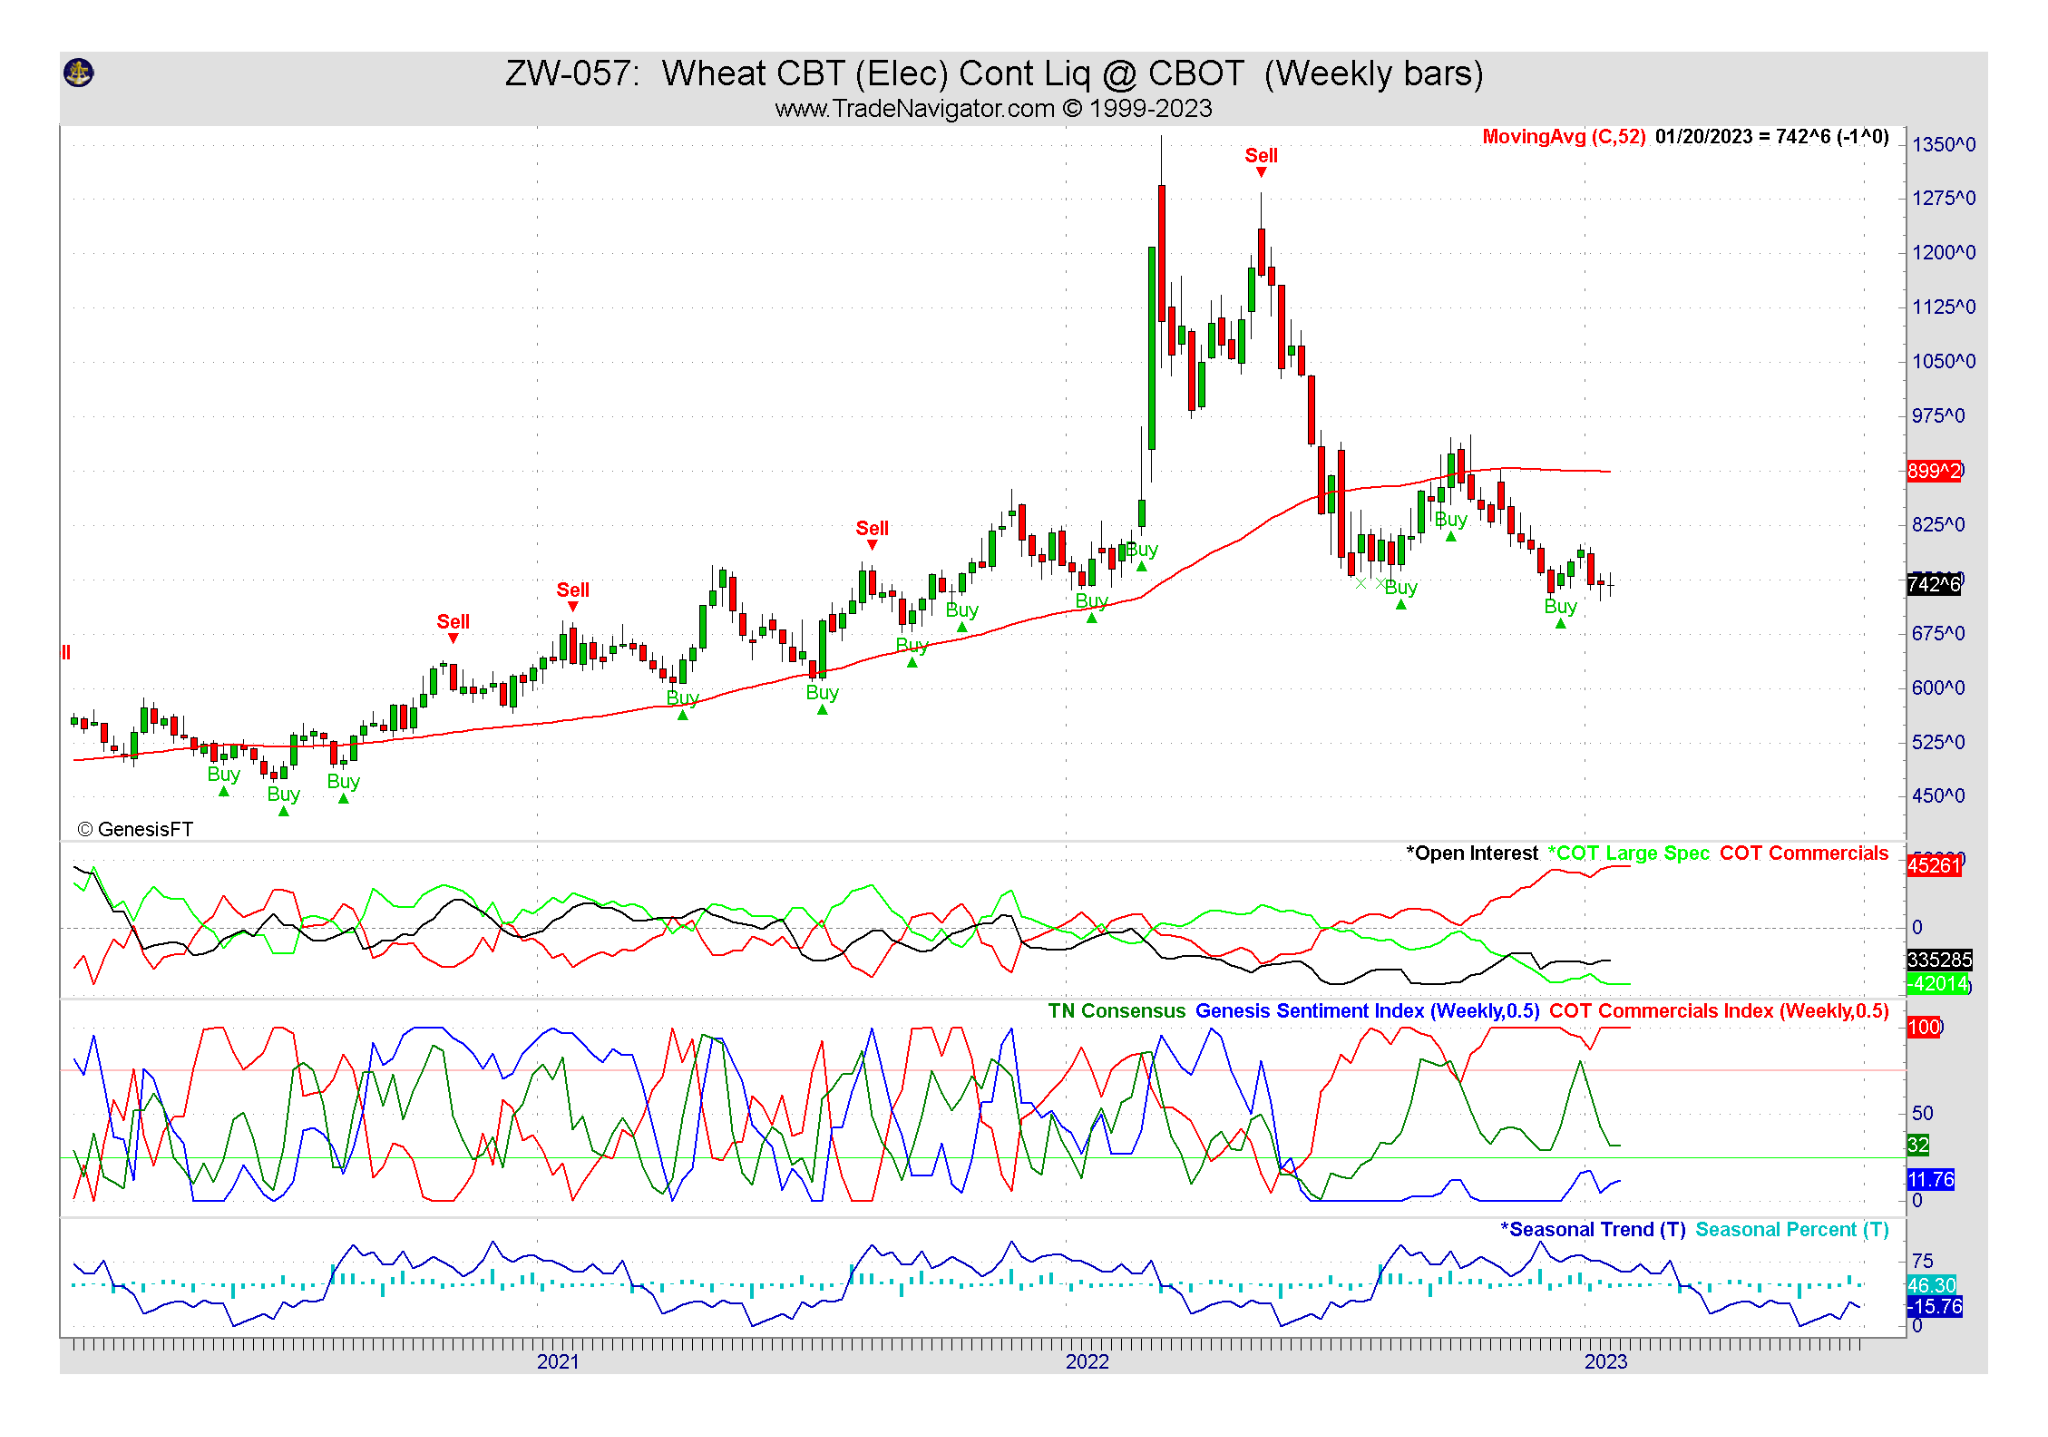 ZW-057:  Wheat CBT (Elec) Cont Liq @ CBOT  (Weekly bars)
www.TradeNavigator.com © 1999-2023
MovingAvg (C,52) 01/20/2023 = 742^6 (-1^0)
1350^0
Sell
1275^0
1200^0
1125^0
1050^0
975^0
899^2
825^0
Buy
Sell
Buy
742^6
Sell
Buy
Buy
Buy
Buy
Sell
Buy
675^0
ll
Buy
Buy
Buy
600^0
525^0
Buy
Buy
Buy
450^0
© GenesisFT
*Open Interest *COT Large Spec COT Commercials
45261
0
335285
-42014
TN Consensus Genesis Sentiment Index (Weekly,0.5) COT Commercials Index (Weekly,0.5)
100
50
32
11.76
0
*Seasonal Trend (T) Seasonal Percent (T)
75
46.30
-15.76
0
2021 2022 2023